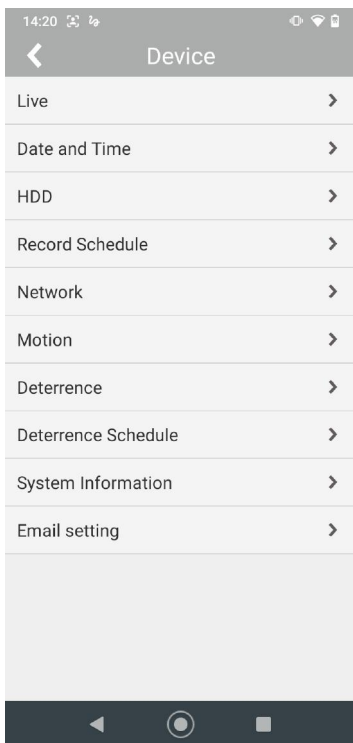 14:20
Device
Live
Date and Time
HDD
Record Schedule
Network
Motion
Deterrence
Deterrence Schedule
System Information
Email setting